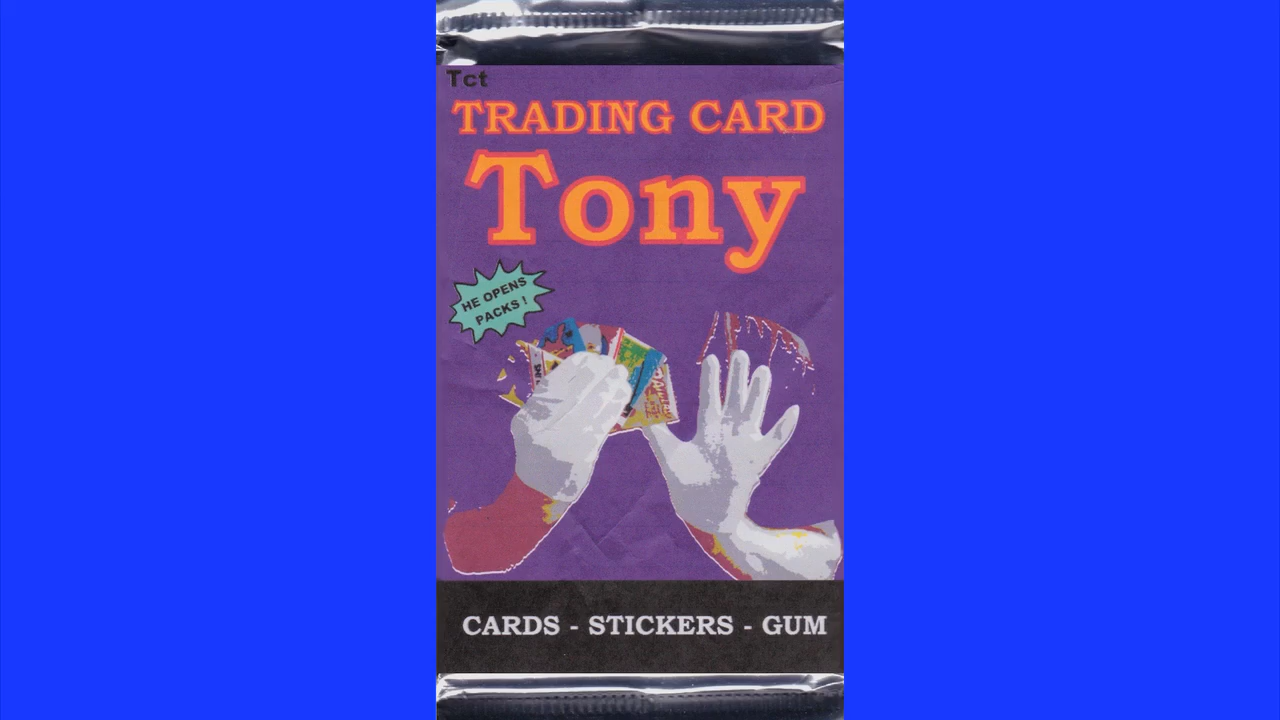 Tct
TRADING CARD
Tony
HE OPENS
PACKS !
CARDS - STICKERS - GUM